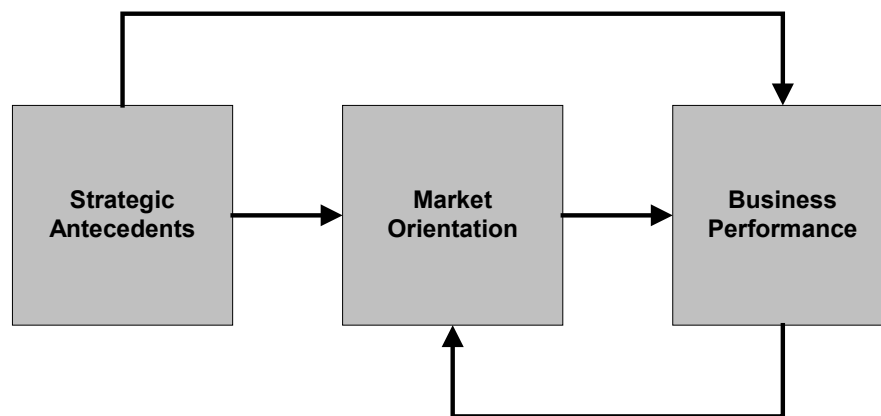 Strategic
Antecedents
Market
Orientation
Business
Performance